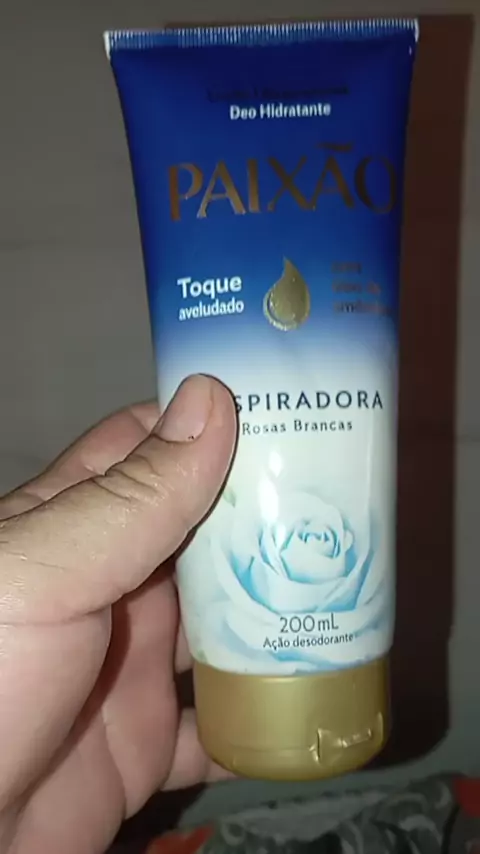 Deo Hidratante
PAIXÃO
Toque
aveludado
SPIRADORA
Rosas Brancas
200mL
Ação desodorante